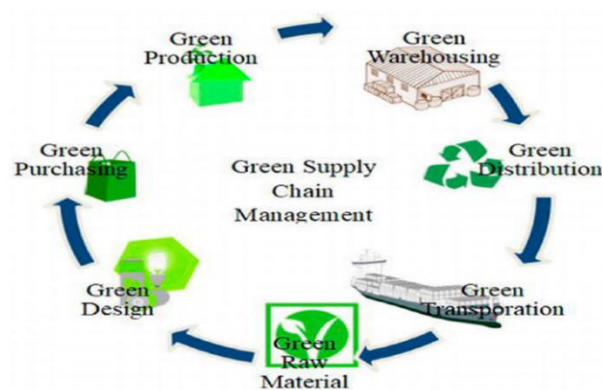 Green
Production
Green
Warehousing
Green
Distribution
Green
Transporation
Green
Raw
Material
Green
Design
Green
Purchasing
Green Supply
Chain
Management